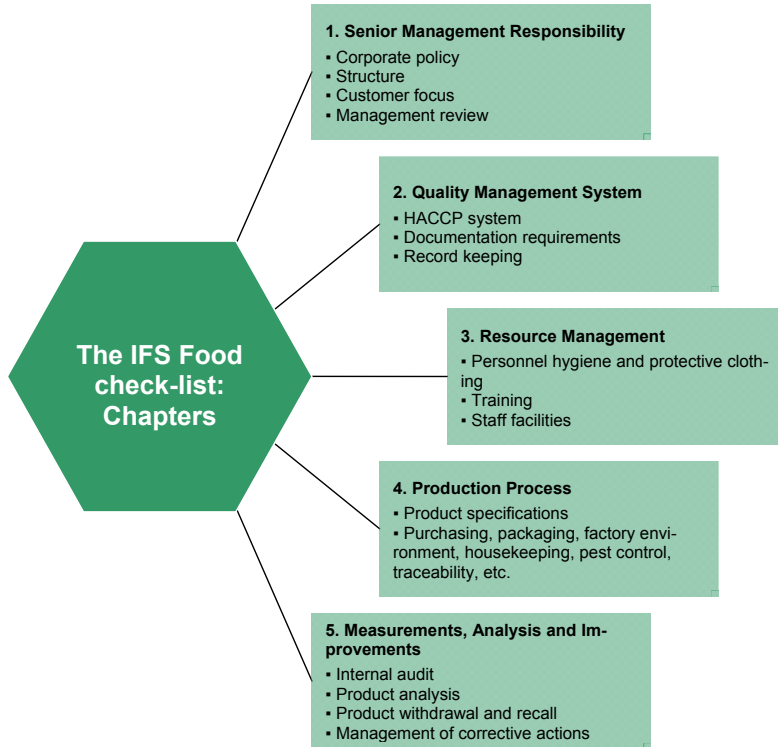 1. Senior Management Responsibility
▪ Corporate policy
▪ Structure
▪ Customer focus
▪ Management review
2. Quality Management System
▪ HACCP system
▪ Documentation requirements
▪ Record keeping
The IFS Food
check-list:
Chapters
3. Resource Management
▪ Personnel hygiene and protective cloth-
ing
▪ Training
▪ Staff facilities
4. Production Process
▪ Product specifications
▪ Purchasing, packaging, factory envi-
ronment, housekeeping, pest control,
traceability, etc.
5. Measurements, Analysis and Im-
provements
▪ Internal audit
▪ Product analysis
▪ Product withdrawal and recall
▪ Management of corrective actions